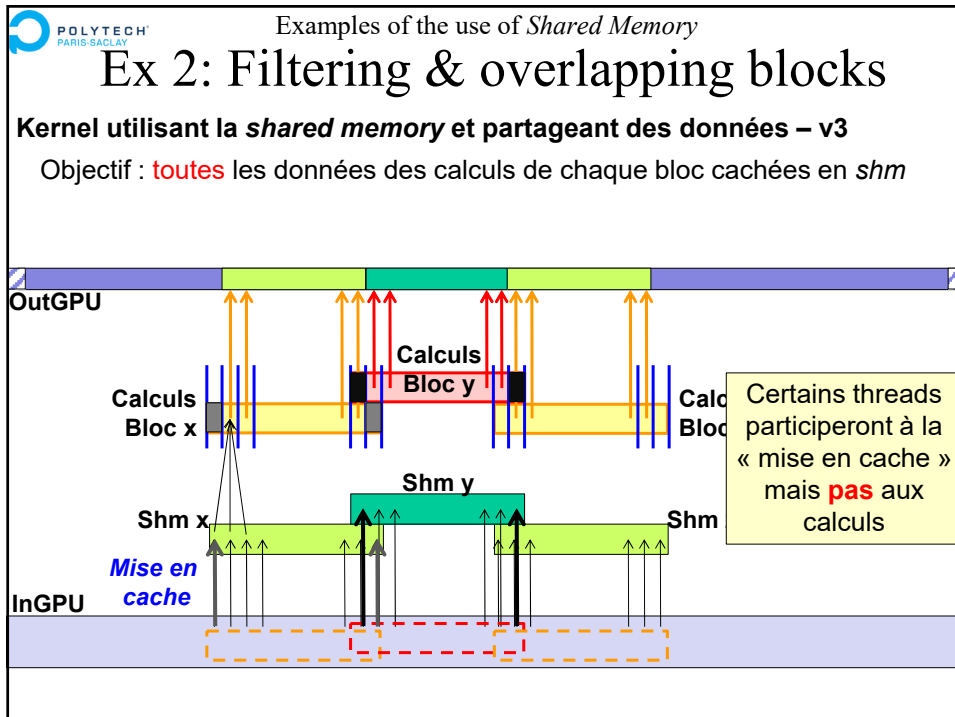 POLYTECH'
PARIS-SACLAY
Examples of the use of Shared Memory
Ex 2: Filtering & overlapping blocks
Kernel utilisant la shared memory et partageant des données – v3
Objectif : toutes les données des calculs de chaque bloc cachées en shm
OutGPU
Calculs
Bloc y
Calculs
Bloc x
Bloc
Certains threads
participeront à la
« mise en cache »
mais pas aux
calculs
Shm y
Shm x
Shm
Mise en
cache
InGPU